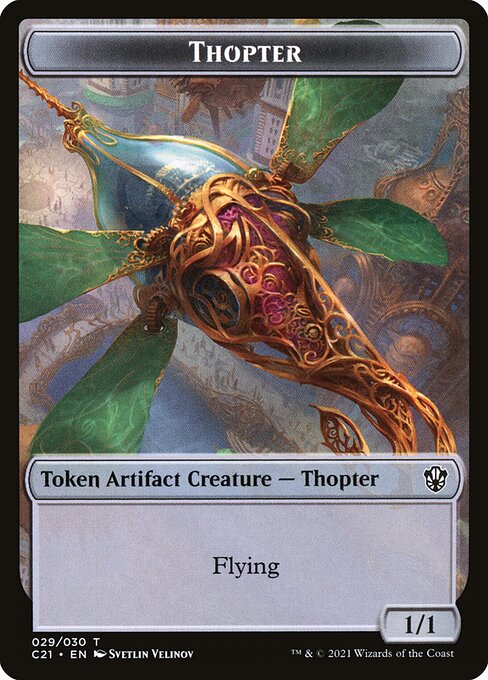 Thopter
Token Artifact Creature — Thopter
Flying
1/1
029/030 T
C21 • EN Svetlin Velinov
™ & © 2021 Wizards of the Coast